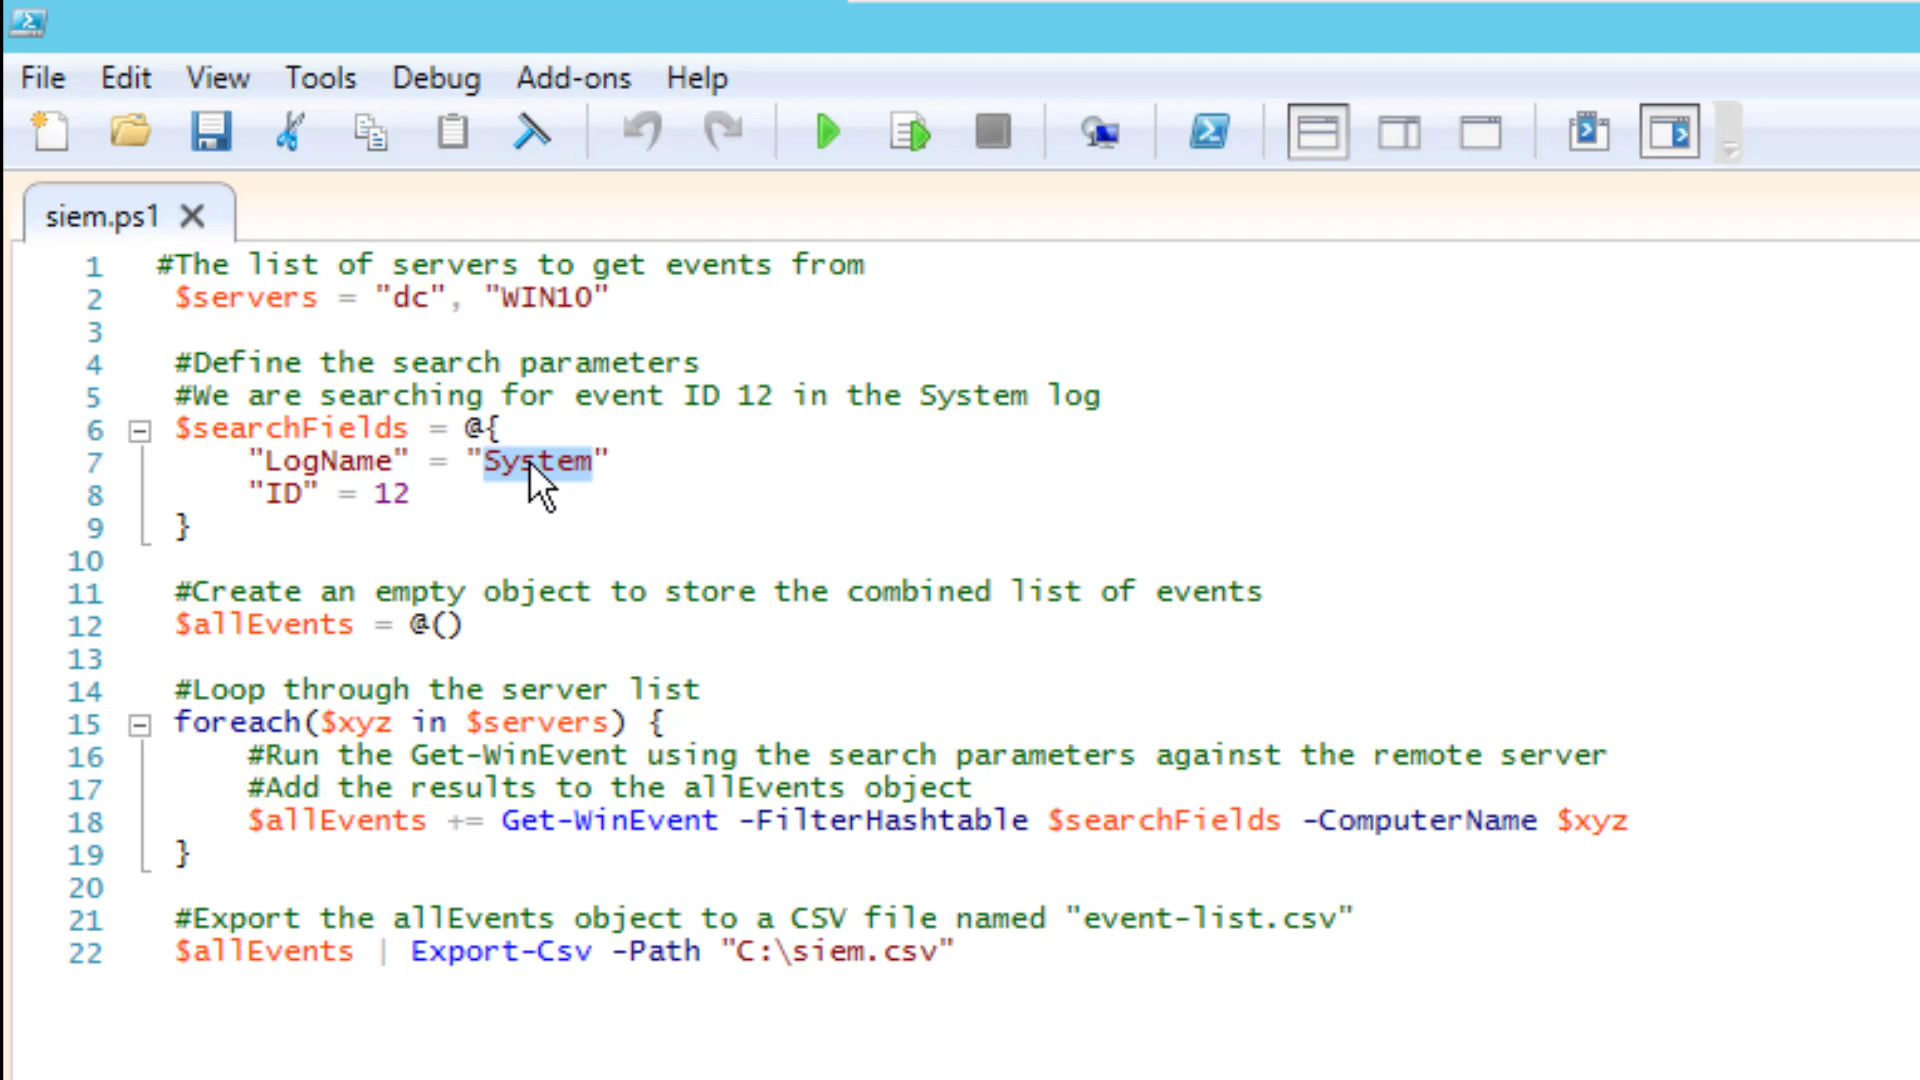 File Edit View Tools Debug Add-ons Help
siem.ps1
1 #The list of servers to get events from
2 $servers = "dc", "WIN10"
3
4 #Define the search parameters
5 #We are searching for event ID 12 in the System log
6 $searchFields = @{
7 "LogName" = "System"
8 "ID" = 12
9 }
10
11 #Create an empty object to store the combined list of events
12 $allEvents = @()
13
14 #Loop through the server list
15 foreach($xyz in $servers) {
16 #Run the Get-WinEvent using the search parameters against the remote server
17 #Add the results to the allEvents object
18 $allEvents += Get-WinEvent -FilterHashtable $searchFields -ComputerName $xyz
19 }
20
21 #Export the allEvents object to a CSV file named "event-list.csv"
22 $allEvents | Export-Csv -Path "C:\siem.csv"